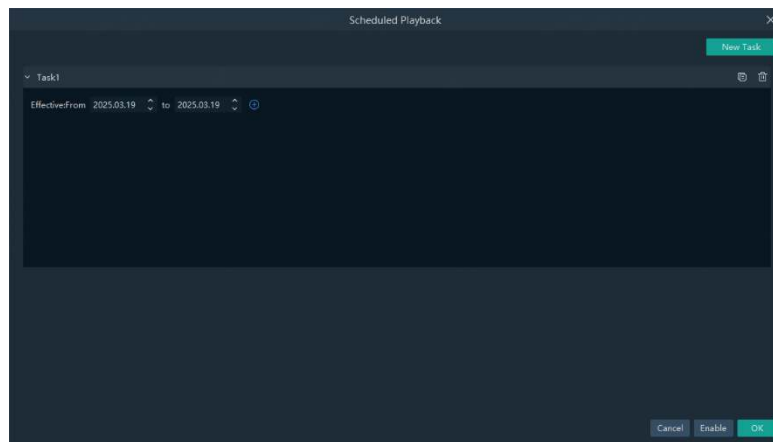 Scheduled Playback
New Task
Task1
Effective:From 2025.03.19 to 2025.03.19
Cancel Enable OK